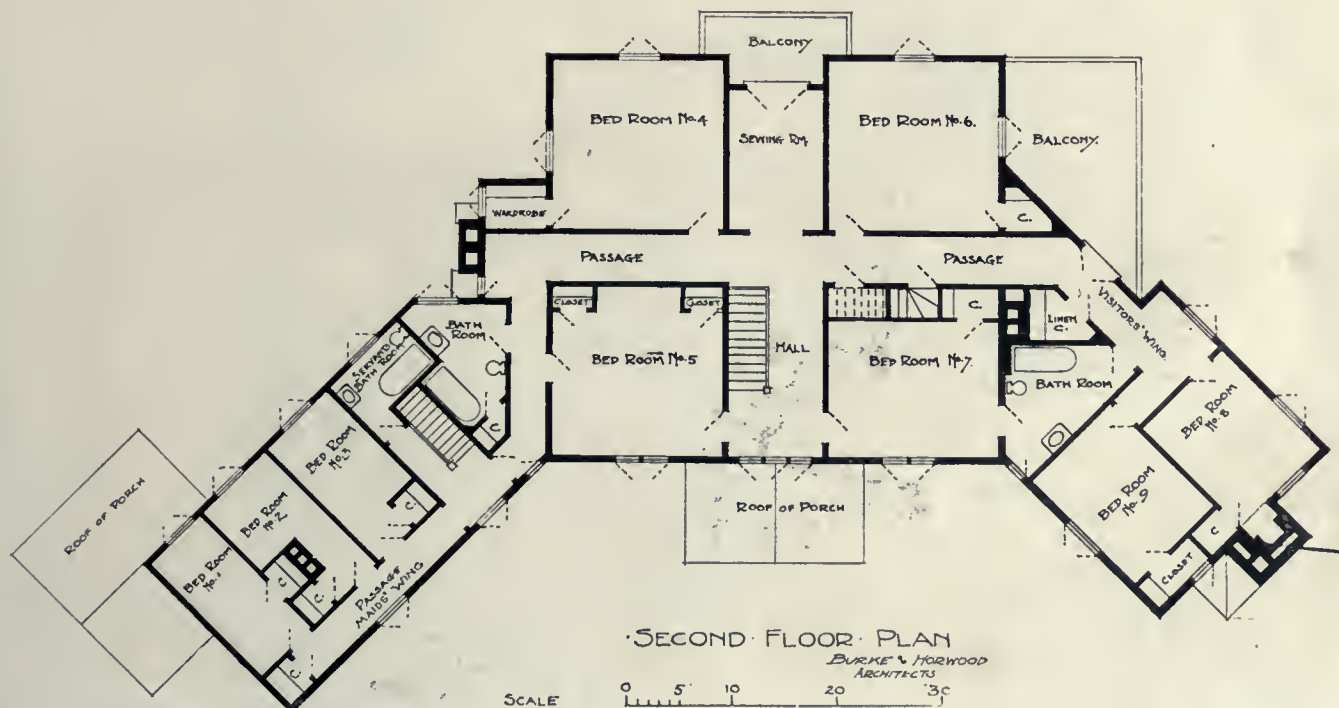 BALCONY
BED ROOM No. 4
SEWING RM.
BED ROOM No. 6.
BALCONY.
WARDROBE
C.
PASSAGE
PASSAGE
VISITORS' WING.
CLOSET
CLOSET
C.
LINEN
C.
BATH
ROOM
SERVANTS
BATH ROOM
BED ROOM No. 5
HALL
BED ROOM No. 7.
BATH ROOM
BED ROOM
No. 8
C.
BED ROOM
No. 3
BED ROOM
No. 9
ROOF OF PORCH
BED ROOM
No. 2
C.
ROOF OF PORCH
C
BED ROOM
No. 1
C.
C.
PASSAGE
MAIDS' WING
CLOSET
C.
·SECOND· FLOOR· PLAN
BURKE & HORWOOD
ARCHITECTS
SCALE
0 5 10 20 30